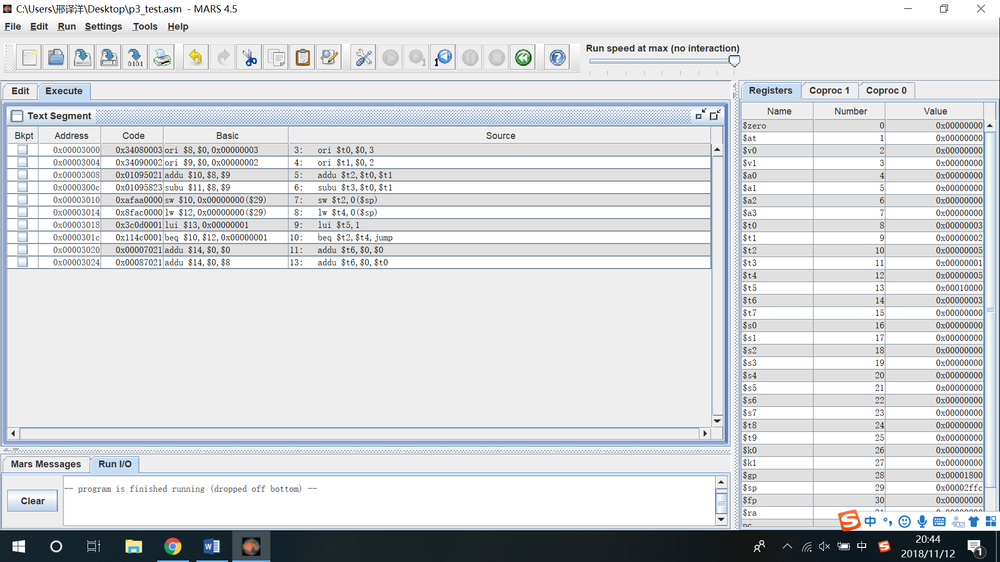 C:\Users\邢译洋\Desktop\p3_test.asm - MARS 4.5
File Edit Run Settings Tools Help
Run speed at max (no interaction)
0101
1
1
Edit Execute
Registers Coproc 1 Coproc 0
Text Segment
Bkpt Address Code Basic Source
0x00003000 0x34080003 ori $8,$0,0x00000003 3: ori $t0,$0,3
0x00003004 0x34090002 ori $9,$0,0x00000002 4: ori $t1,$0,2
0x00003008 0x01095021 addu $10,$8,$9 5: addu $t2,$t0,$t1
0x0000300c 0x01095823 subu $11,$8,$9 6: subu $t3,$t0,$t1
0x00003010 0xafaa0000 sw $10,0x00000000($29) 7: sw $t2,0($sp)
0x00003014 0x8fac0000 lw $12,0x00000000($29) 8: lw $t4,0($sp)
0x00003018 0x3c0d0001 lui $13,0x00000001 9: lui $t5,1
0x0000301c 0x114c0001 beq $10,$12,0x00000001 10: beq $t2,$t4,jump
0x00003020 0x00007021 addu $14,$0,$0 11: addu $t6,$0,$0
0x00003024 0x00087021 addu $14,$0,$8 13: addu $t6,$0,$t0
Name Number Value
$zero 0 0x00000000
$at 1 0x00000000
$v0 2 0x00000000
$v1 3 0x00000000
$a0 4 0x00000000
$a1 5 0x00000000
$a2 6 0x00000000
$a3 7 0x00000000
$t0 8 0x00000003
$t1 9 0x00000002
$t2 10 0x00000005
$t3 11 0x00000001
$t4 12 0x00000005
$t5 13 0x00010000
$t6 14 0x00000003
$t7 15 0x00000000
$s0 16 0x00000000
$s1 17 0x00000000
$s2 18 0x00000000
$s3 19 0x00000000
$s4 20 0x00000000
$s5 21 0x00000000
$s6 22 0x00000000
$s7 23 0x00000000
$t8 24 0x00000000
$t9 25 0x00000000
$k0 26 0x00000000
$k1 27 0x00000000
$gp 28 0x00001800
$sp 29 0x00002ffc
$fp 30 0x00000000
$ra
Mars Messages Run I/O
Clear
-- program is finished running (dropped off bottom) --
中
中
20:44
2018/11/12
1